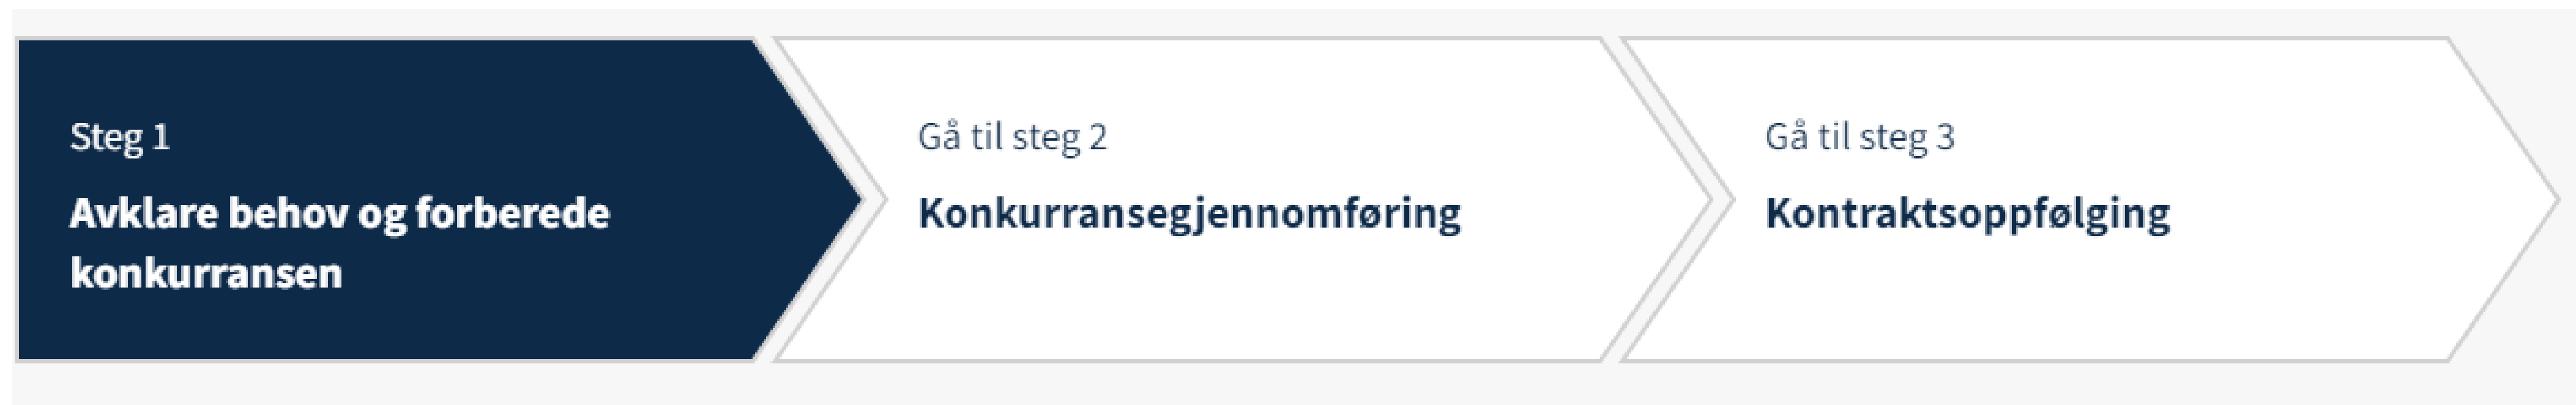 Steg 1
Avklare behov og forberede
konkurransen
Gå til steg 2
Konkurransegjennomføring
Gå til steg 3
Kontraktsoppfølging